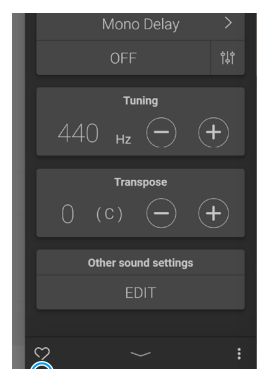 Mono Delay
OFF
Tuning
440 Hz
Transpose
0 (C)
Other sound settings
EDIT